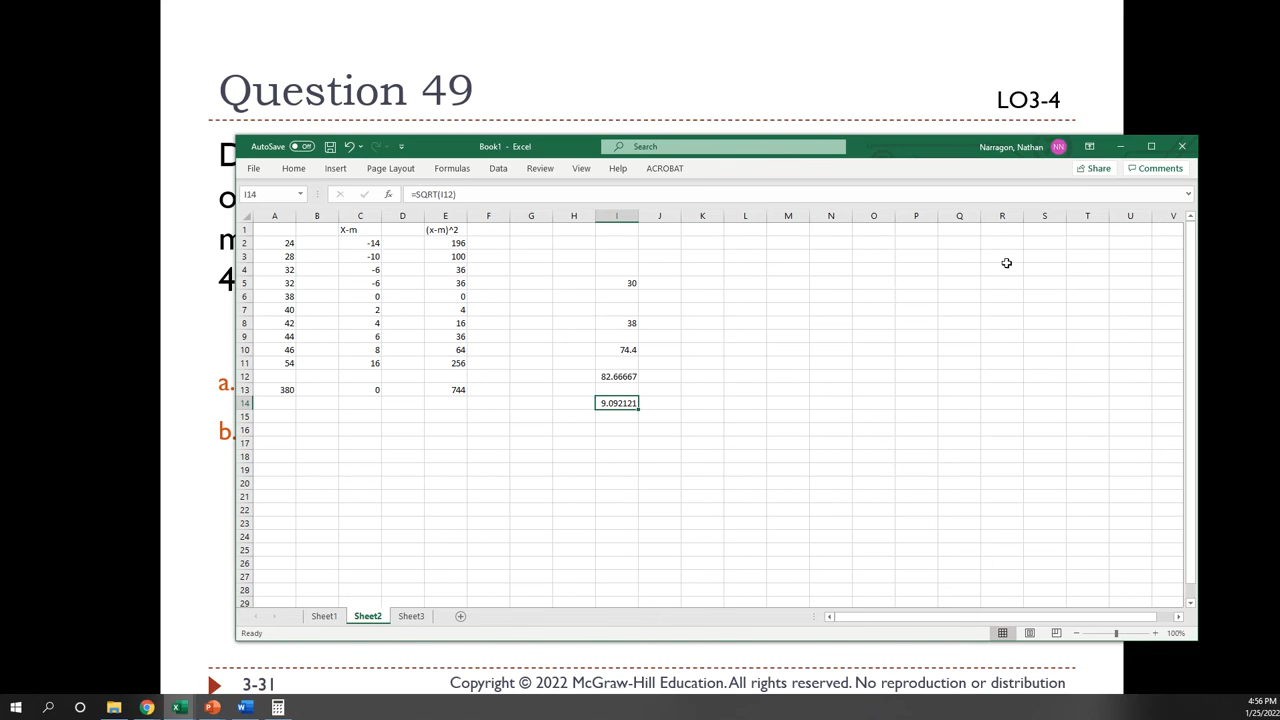 Question 49
LO3-4
AutoSave Off
Book1 - Excel
Search
Narragon, Nathan NN
File Home Insert Page Layout Formulas Data Review View Help ACROBAT
Share Comments
I14 fx =SQRT(I12)
A B C D E F G H I J K L M N O P Q R S T U V
1 X-m (x-m)^2
2 24 -14 196
3 28 -10 100
4 32 -6 36
5 32 -6 36 30
6 38 0 0
7 40 2 4
8 42 4 16 38
9 44 6 36
10 46 8 64 74.4
11 54 16 256
12 82.66667
13 380 0 744
14 9.092121
15
16
17
18
19
20
21
22
23
24
25
26
27
28
29
D
o
m
4
a.
b.
Sheet1 Sheet2 Sheet3
Ready
100%
3-31
Copyright © 2022 McGraw-Hill Education. All rights reserved. No reproduction or distribution
4:56 PM
1/25/2022